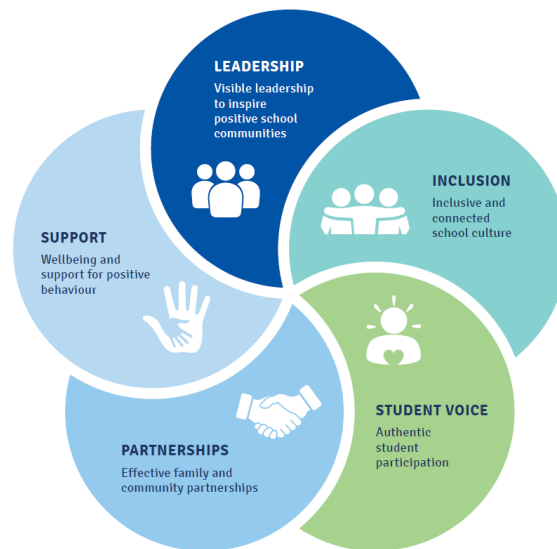 LEADERSHIP
Visible leadership
to inspire
positive school
communities
INCLUSION
Inclusive and
connected
school culture
STUDENT VOICE
Authentic
student
participation
PARTNERSHIPS
Effective family and
community partnerships
SUPPORT
Wellbeing and
support for positive
behaviour